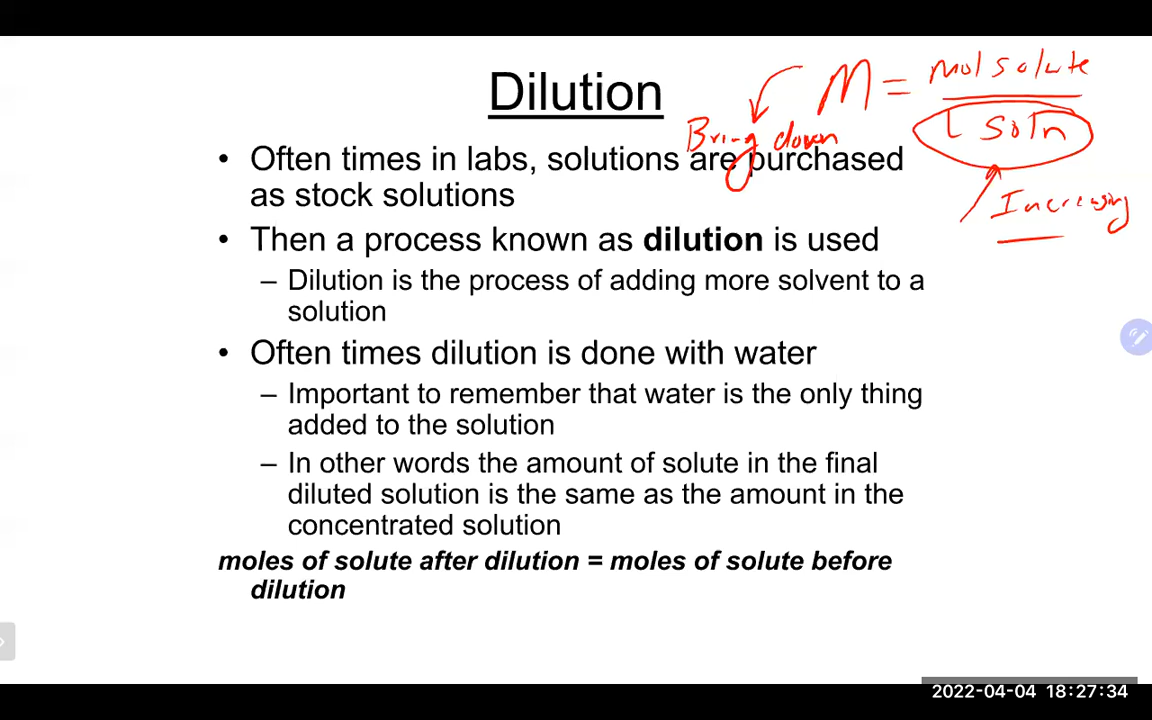 Dilution
M = mol solute
L soln
Bring down
Increasing
• Often times in labs, solutions are purchased
as stock solutions
• Then a process known as dilution is used
– Dilution is the process of adding more solvent to a
solution
• Often times dilution is done with water
– Important to remember that water is the only thing
added to the solution
– In other words the amount of solute in the final
diluted solution is the same as the amount in the
concentrated solution
moles of solute after dilution = moles of solute before
dilution
2022-04-04 18:27:34